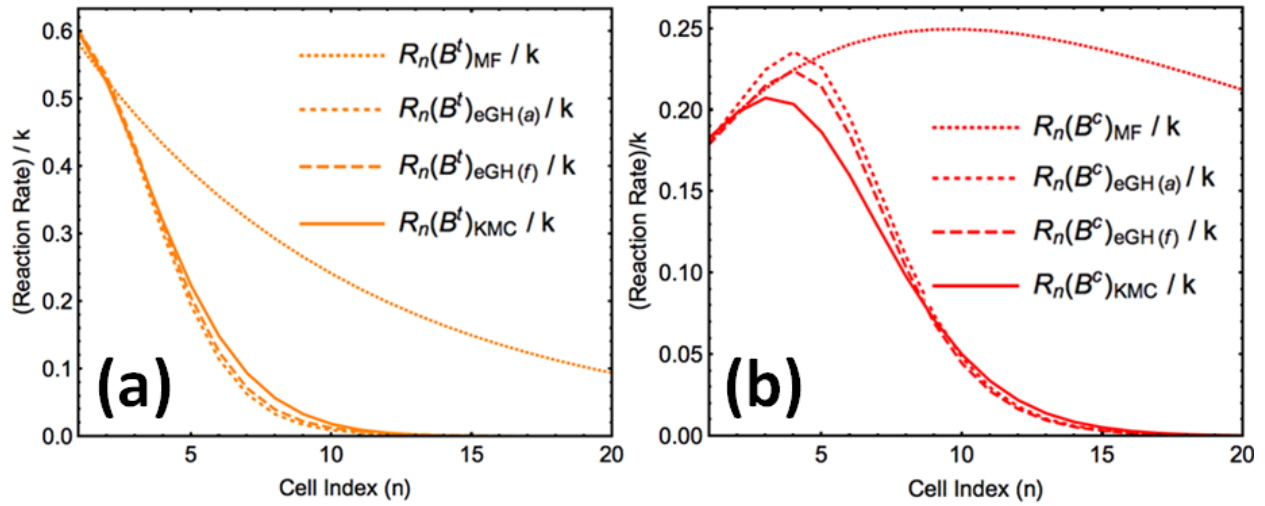 (Reaction Rate) / k
0.6
0.5
0.4
0.3
0.2
0.1
0.0
Rn(Bᵗ)MF / k
Rn(Bᵗ)eGH (a) / k
Rn(Bᵗ)eGH (f) / k
Rn(Bᵗ)KMC / k
(a)
5
10
15
20
Cell Index (n)
(Reaction Rate)/k
0.25
0.20
0.15
0.10
0.05
0.00
Rn(Bᶜ)MF / k
Rn(Bᶜ)eGH (a) / k
Rn(Bᶜ)eGH (f) / k
Rn(Bᶜ)KMC / k
(b)
5
10
15
20
Cell Index (n)